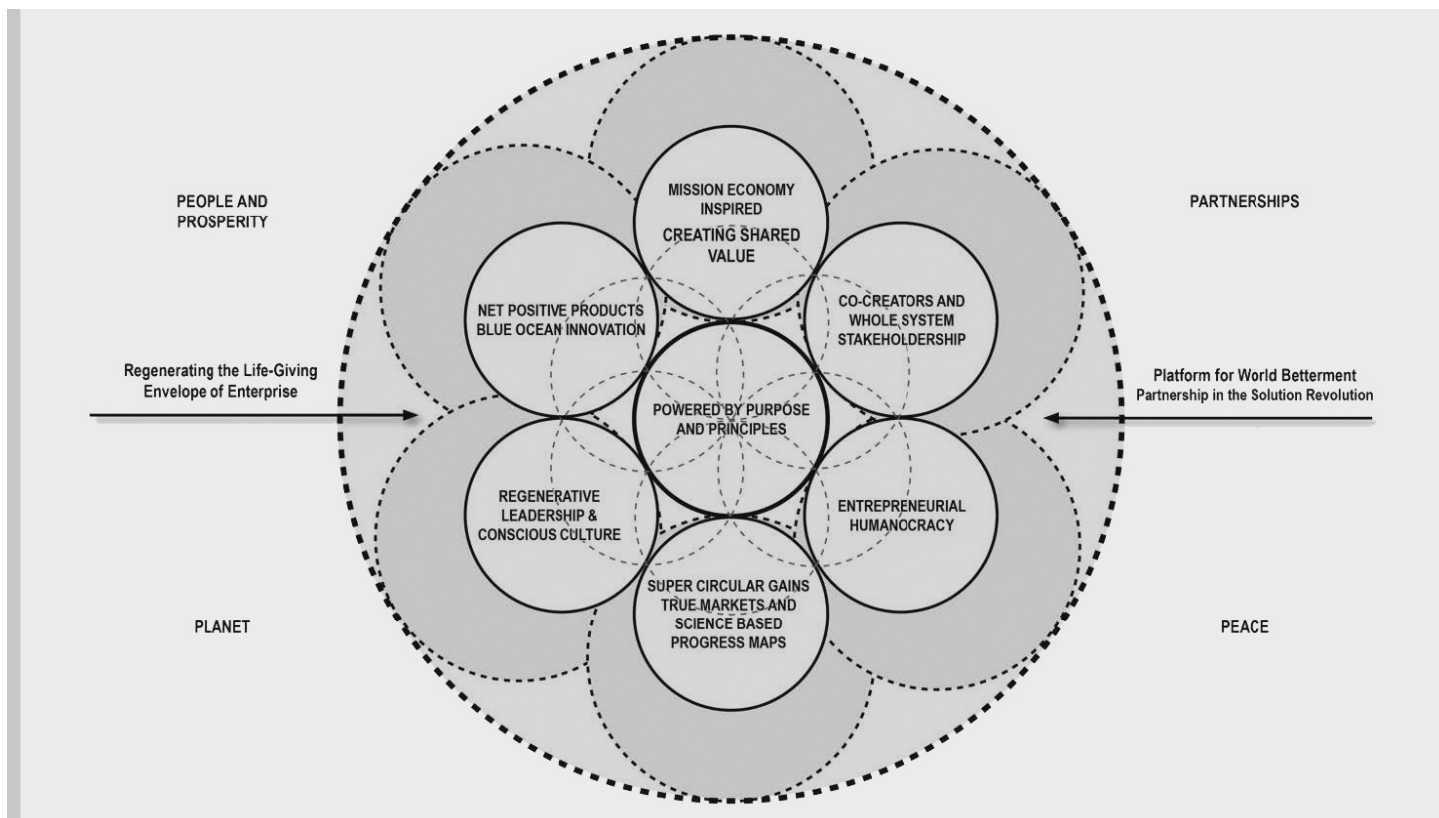 PEOPLE AND
PROSPERITY
PARTNERSHIPS
MISSION ECONOMY
INSPIRED
CREATING SHARED
VALUE
NET POSITIVE PRODUCTS
BLUE OCEAN INNOVATION
CO-CREATORS AND
WHOLE SYSTEM
STAKEHOLDERSHIP
Regenerating the Life-Giving
Envelope of Enterprise
POWERED BY PURPOSE
AND PRINCIPLES
Platform for World Betterment
Partnership in the Solution Revolution
REGENERATIVE
LEADERSHIP &
CONSCIOUS CULTURE
ENTREPRENEURIAL
HUMANOCRACY
SUPER CIRCULAR GAINS
TRUE MARKETS AND
SCIENCE BASED
PROGRESS MAPS
PLANET
PEACE